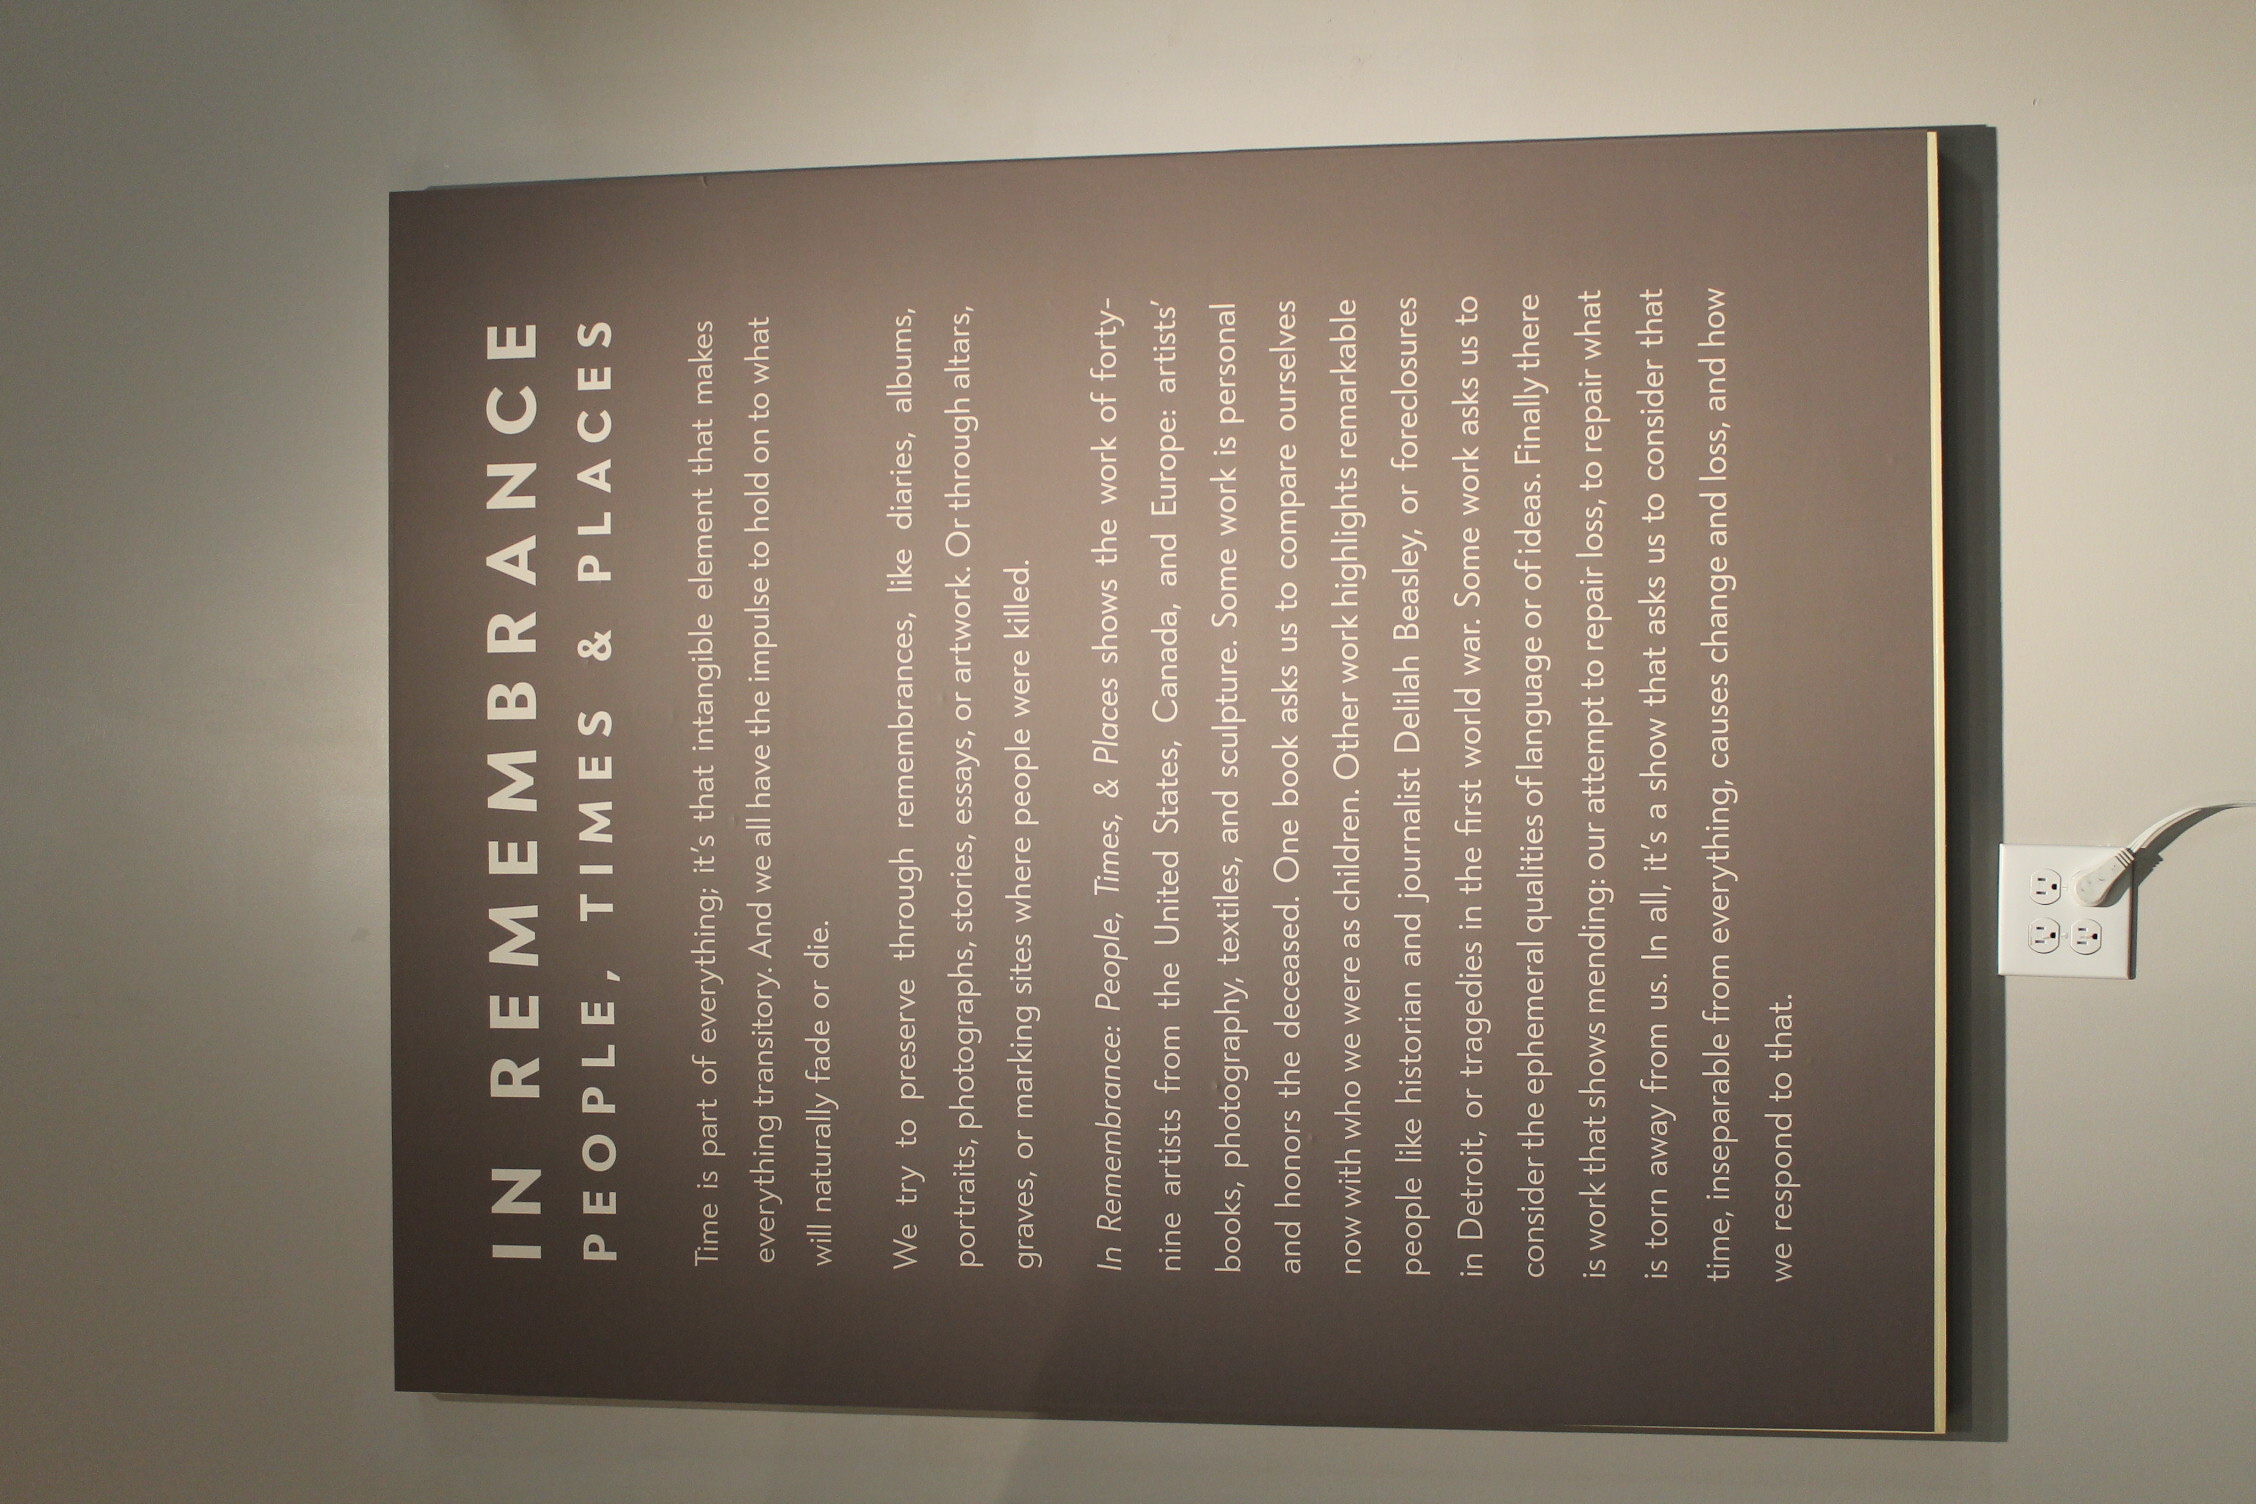 IN REMEMBRANCE
PEOPLE, TIMES & PLACES
Time is part of everything; it's that intangible element that makes
everything transitory. And we all have the impulse to hold on to what
will naturally fade or die.
We try to preserve through remembrances, like diaries, albums,
portraits, photographs, stories, essays, or artwork. Or through altars,
graves, or marking sites where people were killed.
In Remembrance: People, Times, & Places shows the work of forty-
nine artists from the United States, Canada, and Europe: artists'
books, photography, textiles, and sculpture. Some work is personal
and honors the deceased. One book asks us to compare ourselves
now with who we were as children. Other work highlights remarkable
people like historian and journalist Delilah Beasley, or foreclosures
in Detroit, or tragedies in the first world war. Some work asks us to
consider the ephemeral qualities of language or of ideas. Finally there
is work that shows mending: our attempt to repair loss, to repair what
is torn away from us. In all, it's a show that asks us to consider that
time, inseparable from everything, causes change and loss, and how
we respond to that.